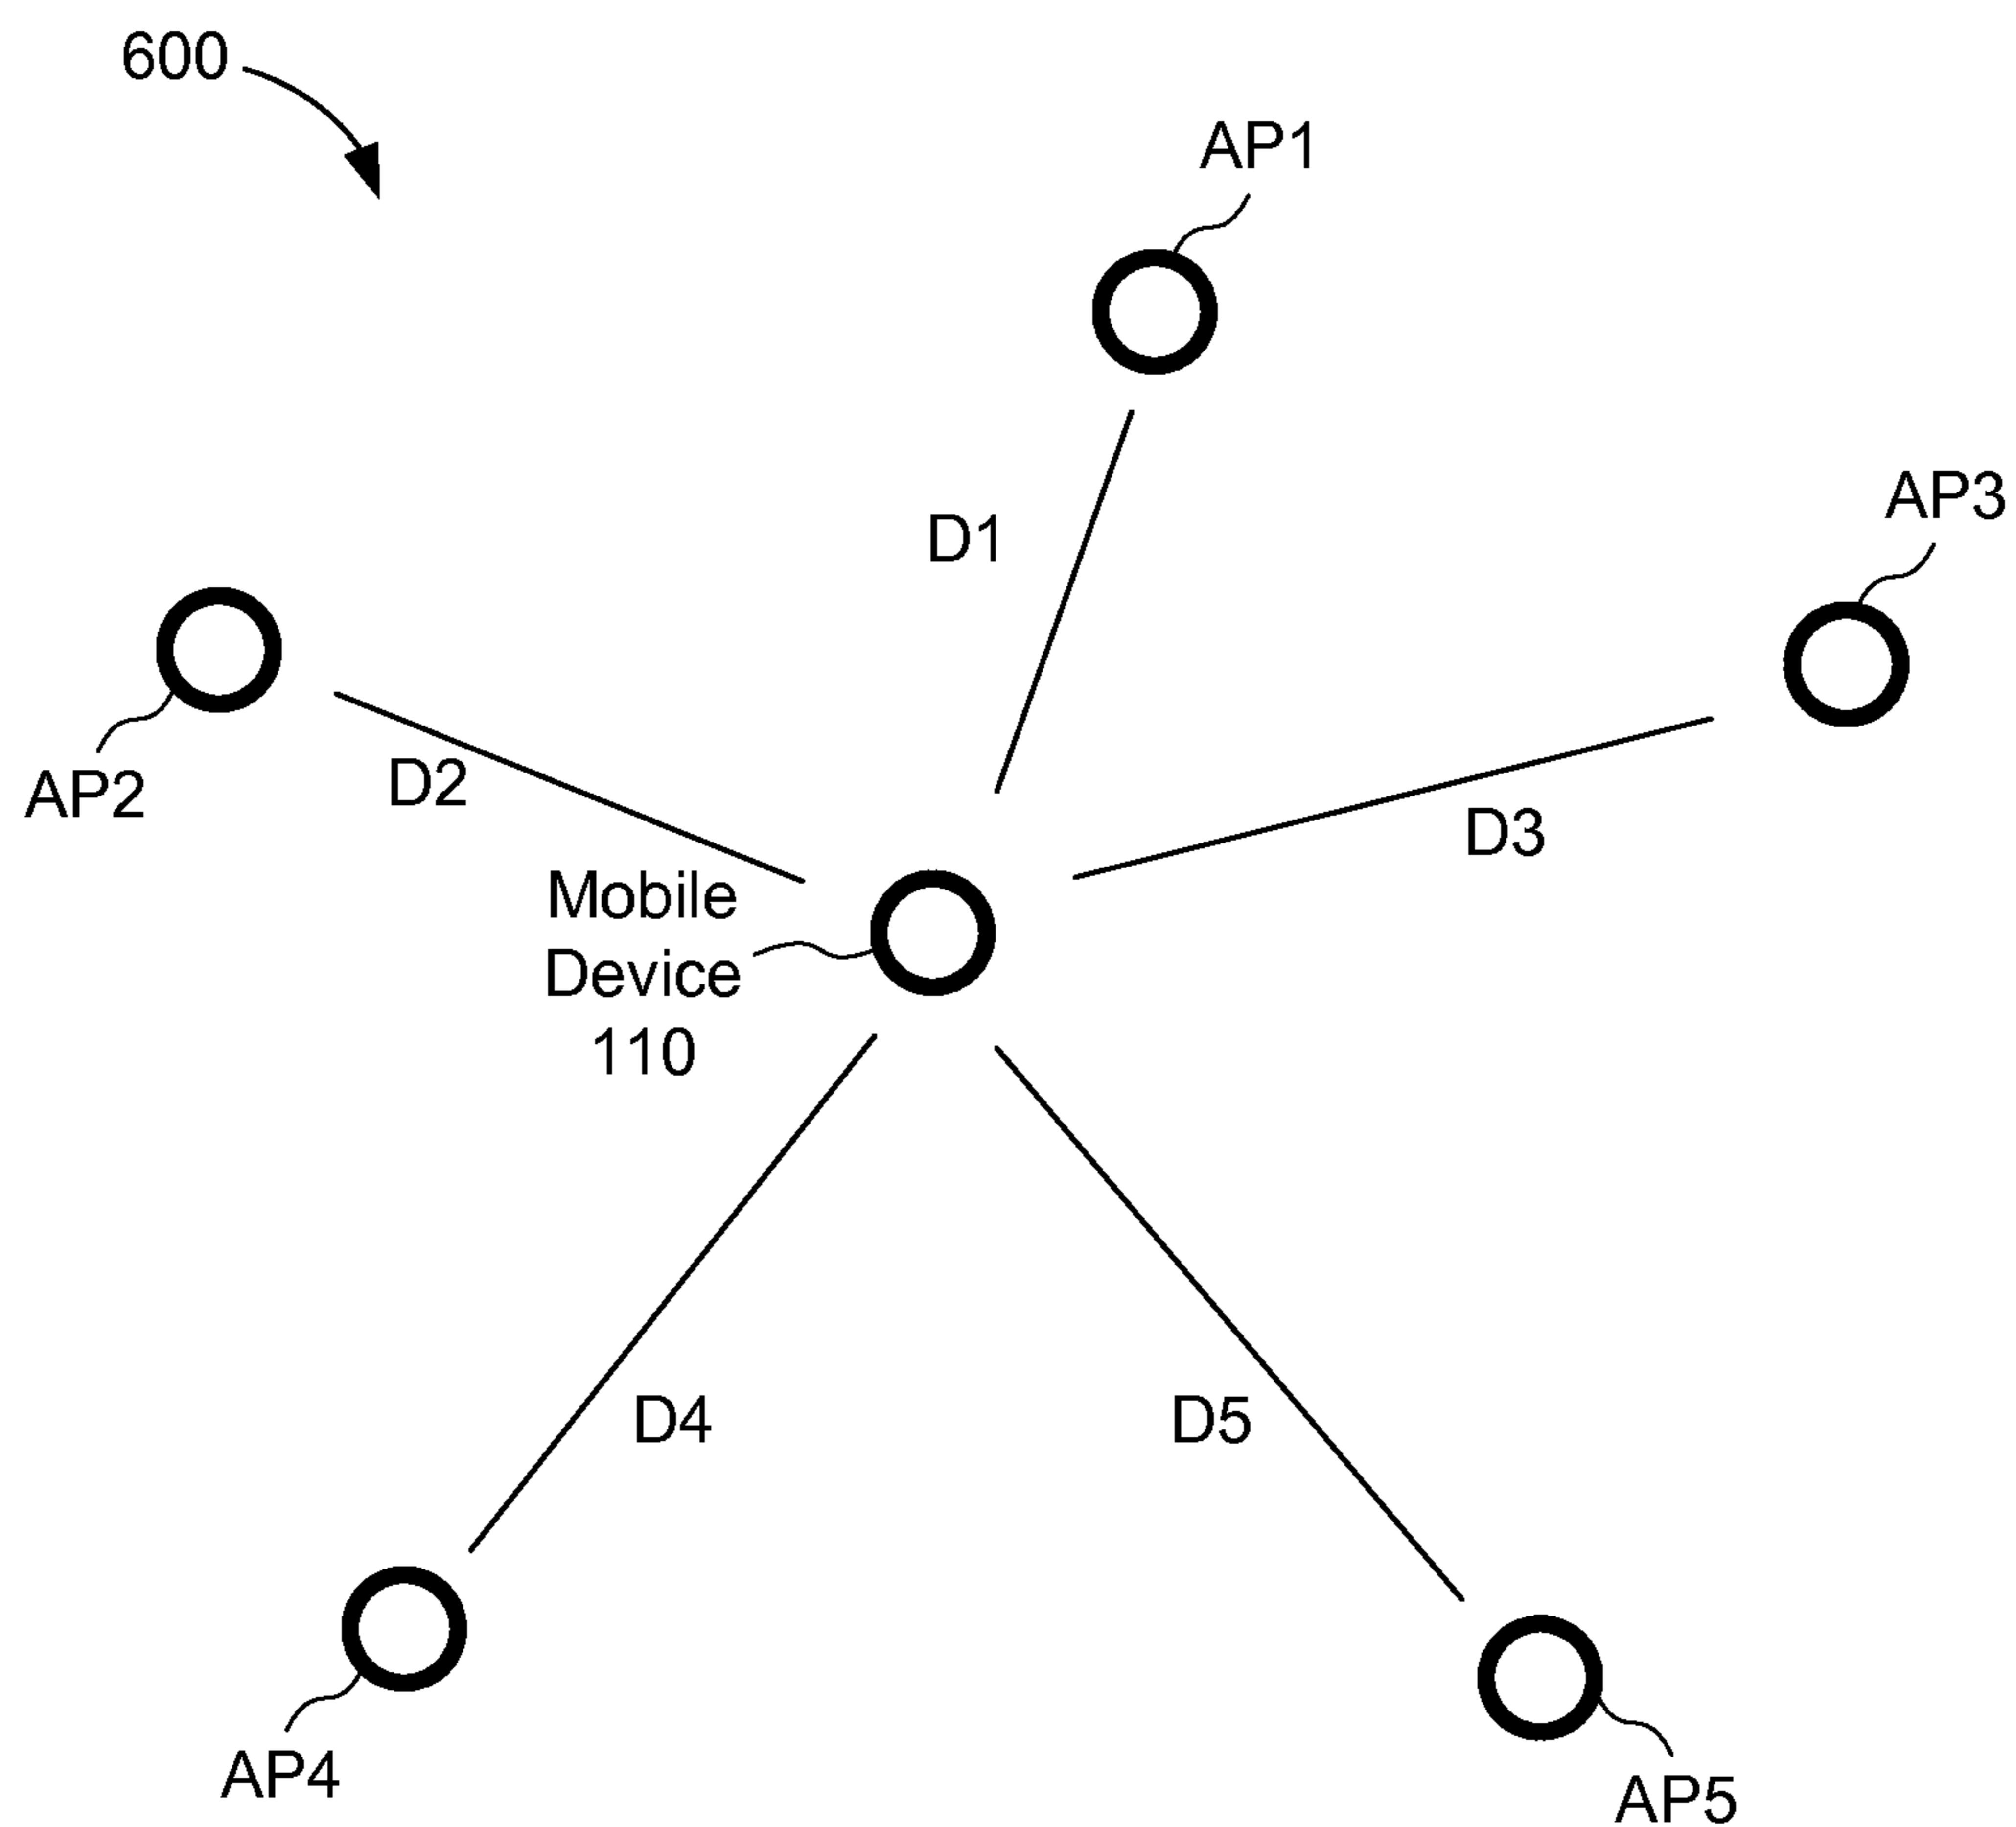 600
AP1
AP3
D1
AP2
D2
D3
Mobile
Device
110
D4
D5
AP4
AP5